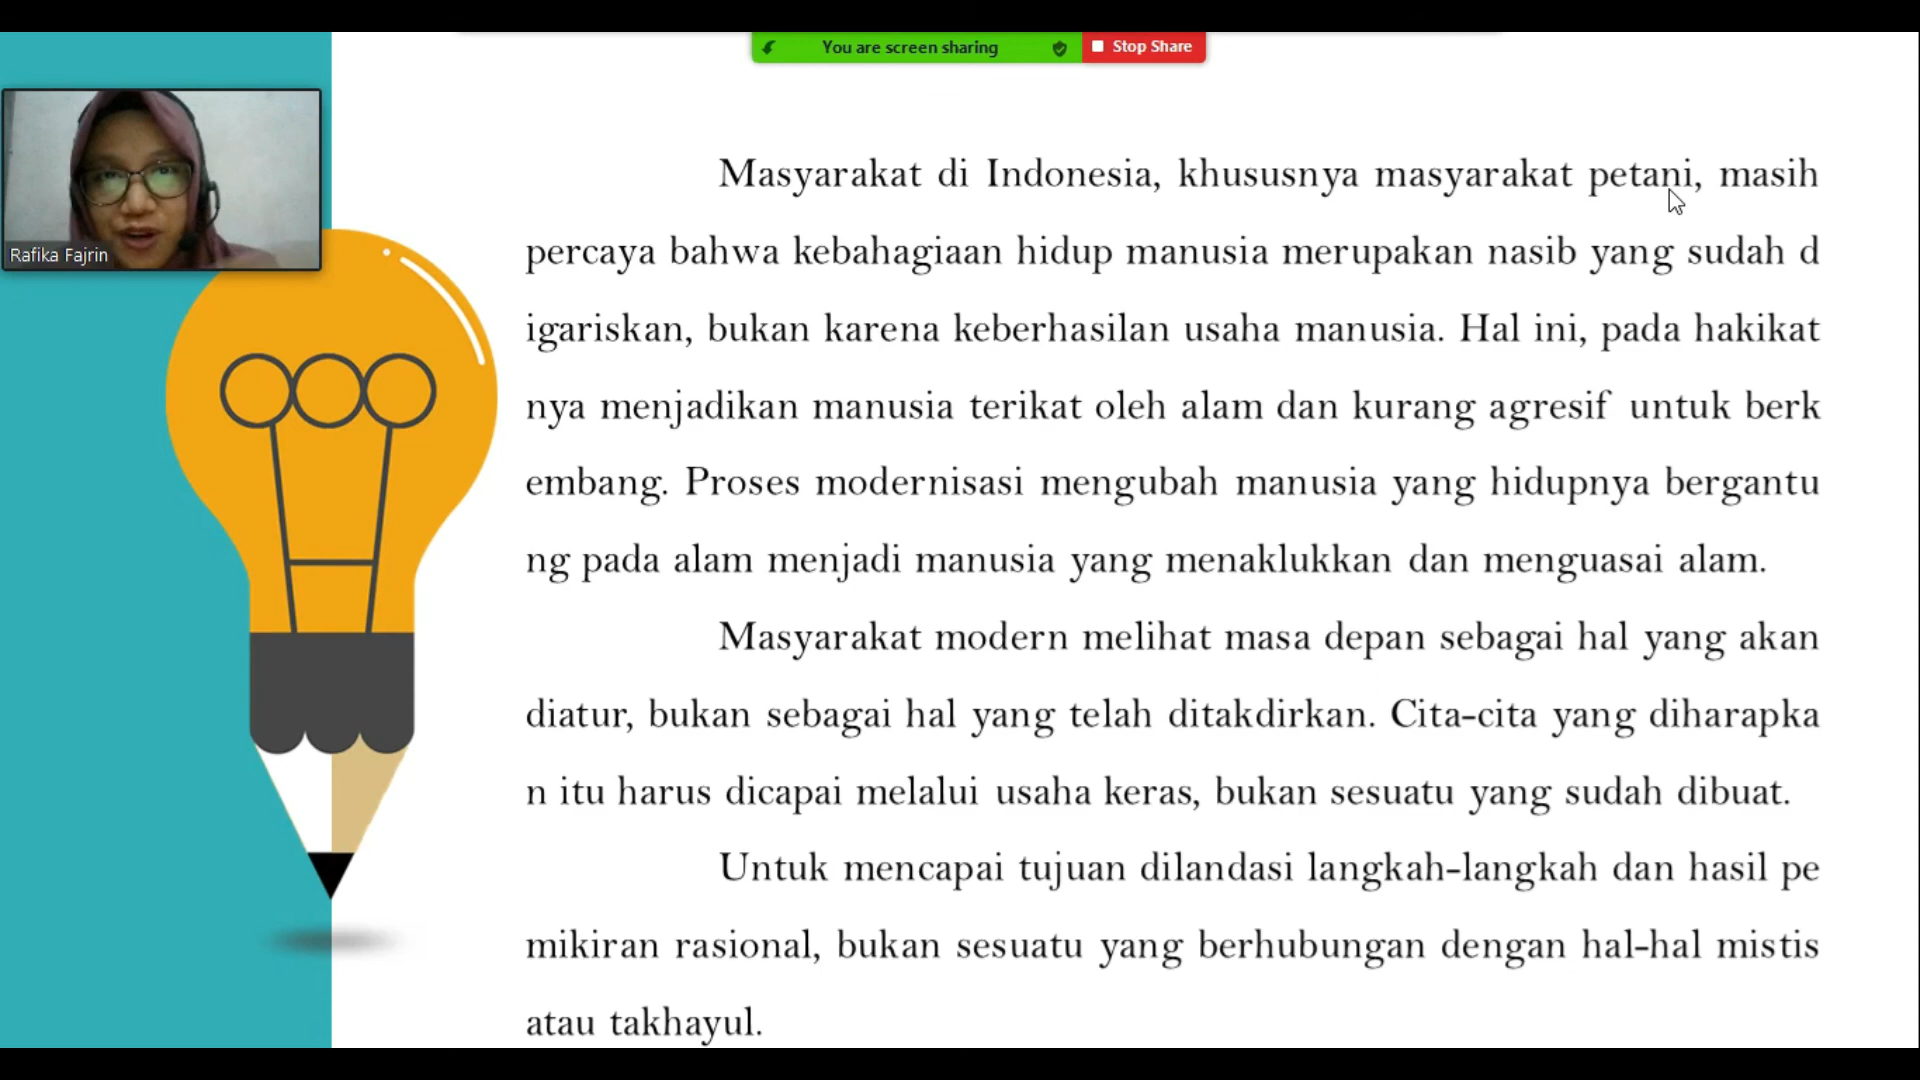 You are screen sharing
Stop Share
Rafika Fajrin
Masyarakat di Indonesia, khususnya masyarakat petani, masih
percaya bahwa kebahagiaan hidup manusia merupakan nasib yang sudah d
igariskan, bukan karena keberhasilan usaha manusia. Hal ini, pada hakikat
nya menjadikan manusia terikat oleh alam dan kurang agresif untuk berk
embang. Proses modernisasi mengubah manusia yang hidupnya bergantu
ng pada alam menjadi manusia yang menaklukkan dan menguasai alam.
Masyarakat modern melihat masa depan sebagai hal yang akan
diatur, bukan sebagai hal yang telah ditakdirkan. Cita-cita yang diharapka
n itu harus dicapai melalui usaha keras, bukan sesuatu yang sudah dibuat.
Untuk mencapai tujuan dilandasi langkah-langkah dan hasil pe
mikiran rasional, bukan sesuatu yang berhubungan dengan hal-hal mistis
atau takhayul.